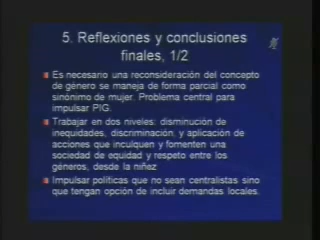 5. Reflexiones y conclusiones
finales, 1/2
Es necesario una reconsideración del concepto
de género se maneja de forma parcial como
sinónimo de mujer. Problema central para
impulsar PIG.
Trabajar en dos niveles: disminución de
inequidades, discriminación, y aplicación de
acciones que inculquen y fomenten una
sociedad de equidad y respeto entre los
géneros, desde la niñez
Impulsar políticas que no sean centralistas sino
que tengan opción de incluir demandas locales.